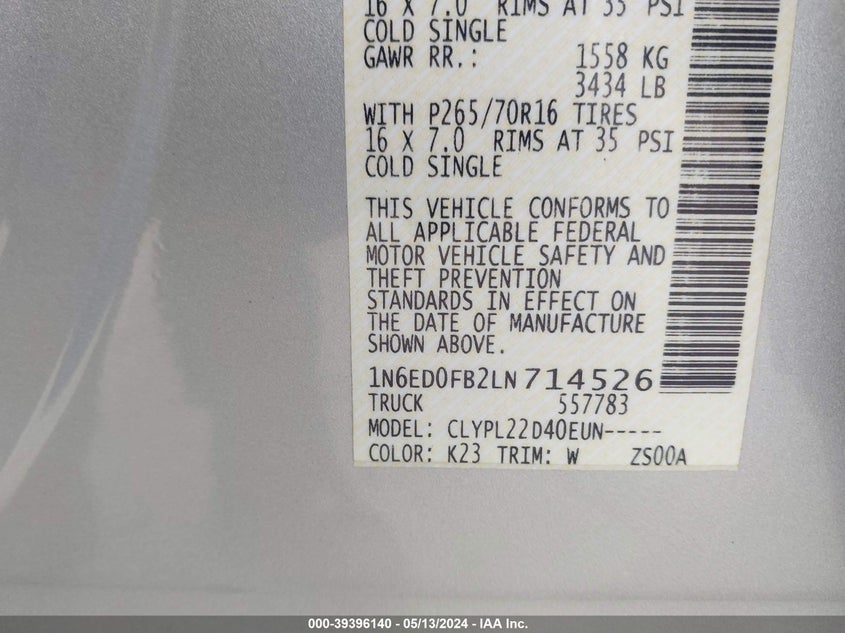 16 X 7.0 RIMS AT 35 PSI
COLD SINGLE
GAWR RR.: 1558 KG
3434 LB
WITH P265/70R16 TIRES
16 X 7.0 RIMS AT 35 PSI
COLD SINGLE
THIS VEHICLE CONFORMS TO
ALL APPLICABLE FEDERAL
MOTOR VEHICLE SAFETY AND
THEFT PREVENTION
STANDARDS IN EFFECT ON
THE DATE OF MANUFACTURE
SHOWN ABOVE.
1N6ED0FB2LN714526
TRUCK 557783
MODEL: CLYPL22D40EUN-----
COLOR: K23 TRIM: W ZS00A
000-39396140 - 05/13/2024 - IAA Inc.